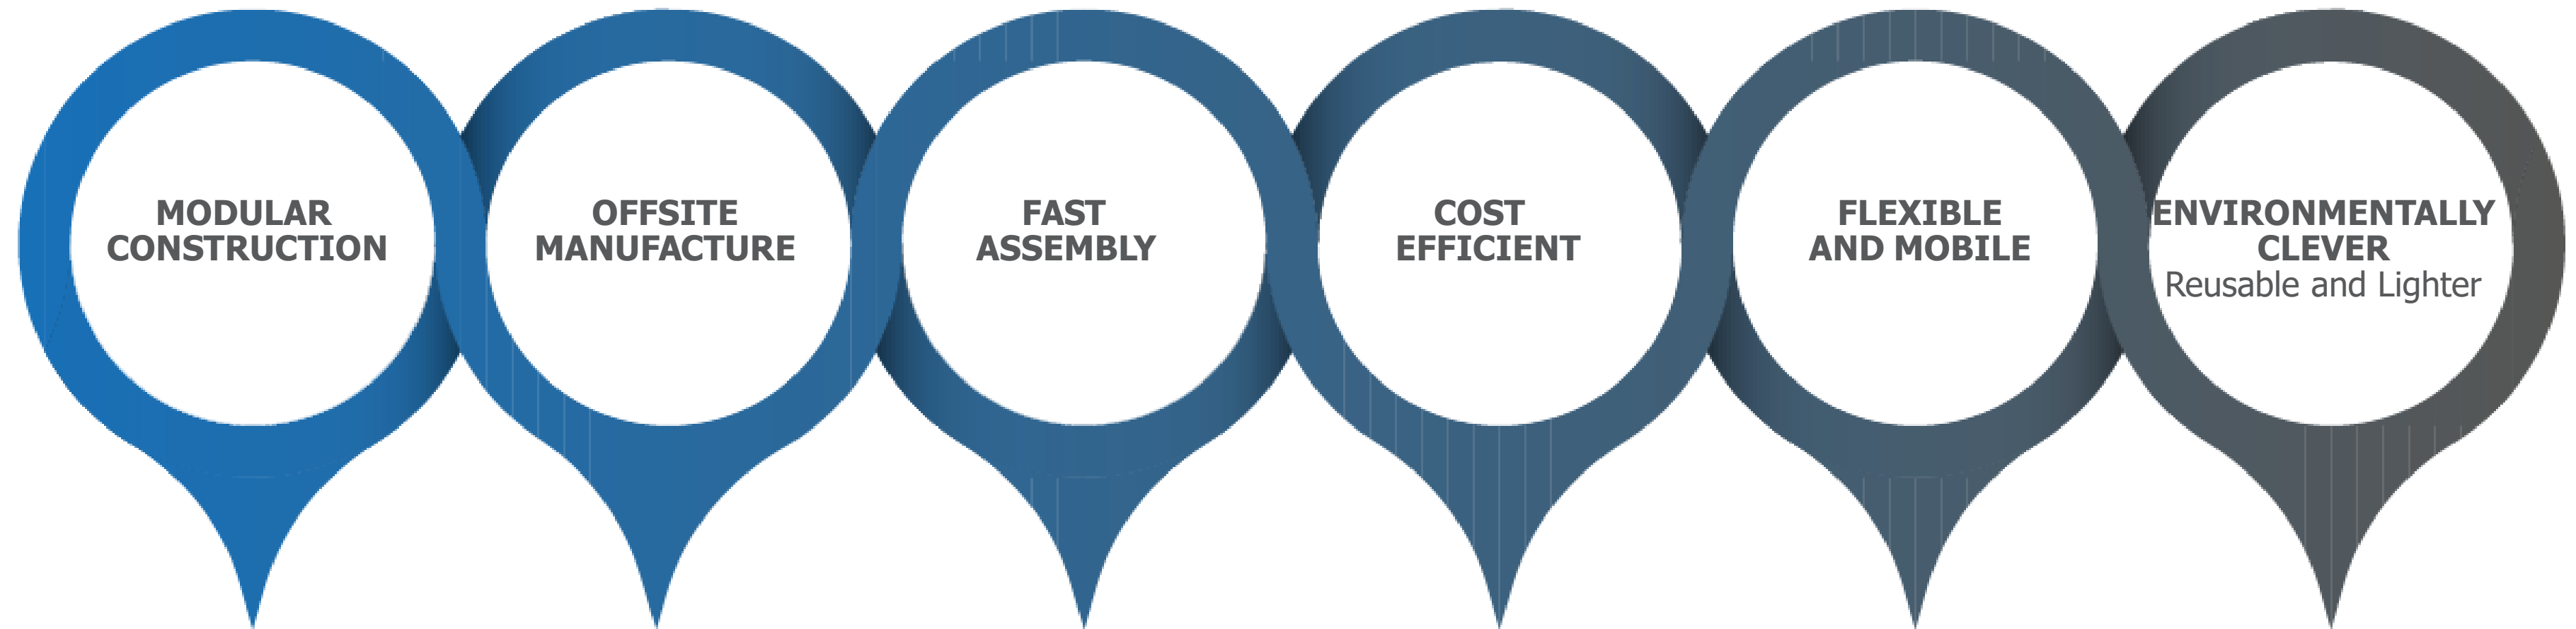 MODULAR
CONSTRUCTION
OFFSITE
MANUFACTURE
FAST
ASSEMBLY
COST
EFFICIENT
FLEXIBLE
AND MOBILE
ENVIRONMENTALLY
CLEVER
Reusable and Lighter